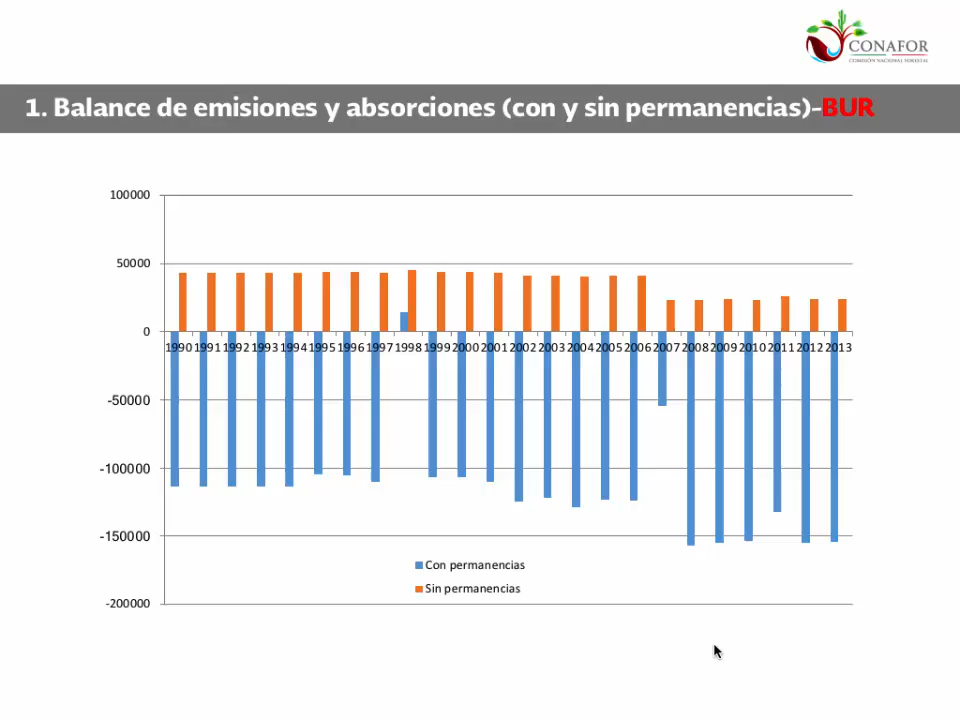 CONAFOR
COMISIÓN NACIONAL FORESTAL
1. Balance de emisiones y absorciones (con y sin permanencias)-BUR
100000
50000
0
1990 1991 1992 1993 1994 1995 1996 1997 1998 1999 2000 2001 2002 2003 2004 2005 2006 2007 2008 2009 2010 2011 2012 2013
-50000
-100000
-150000
Con permanencias
Sin permanencias
-200000